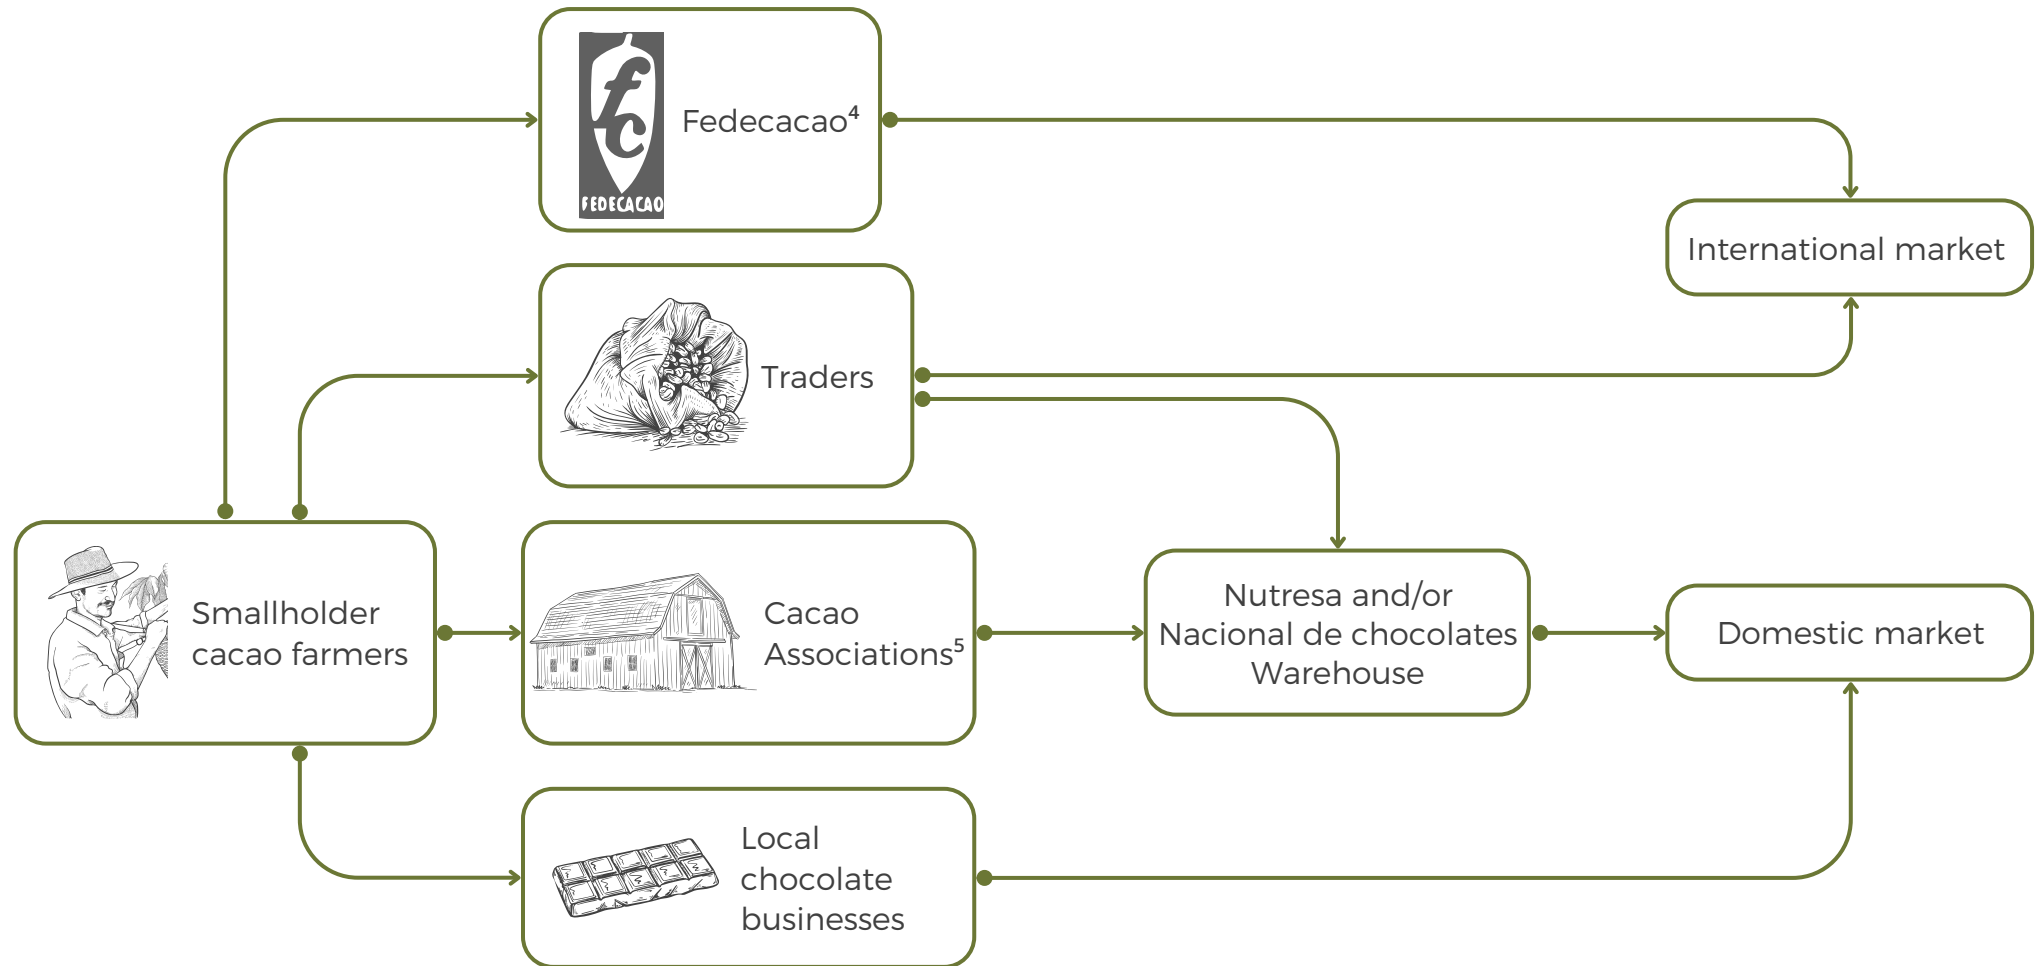 fc
FEDECACAO
Fedecacao⁴
International market
Traders
Smallholder
cacao farmers
Cacao
Associations⁵
Nutresa and/or
Nacional de chocolates
Warehouse
Domestic market
Local
chocolate
businesses